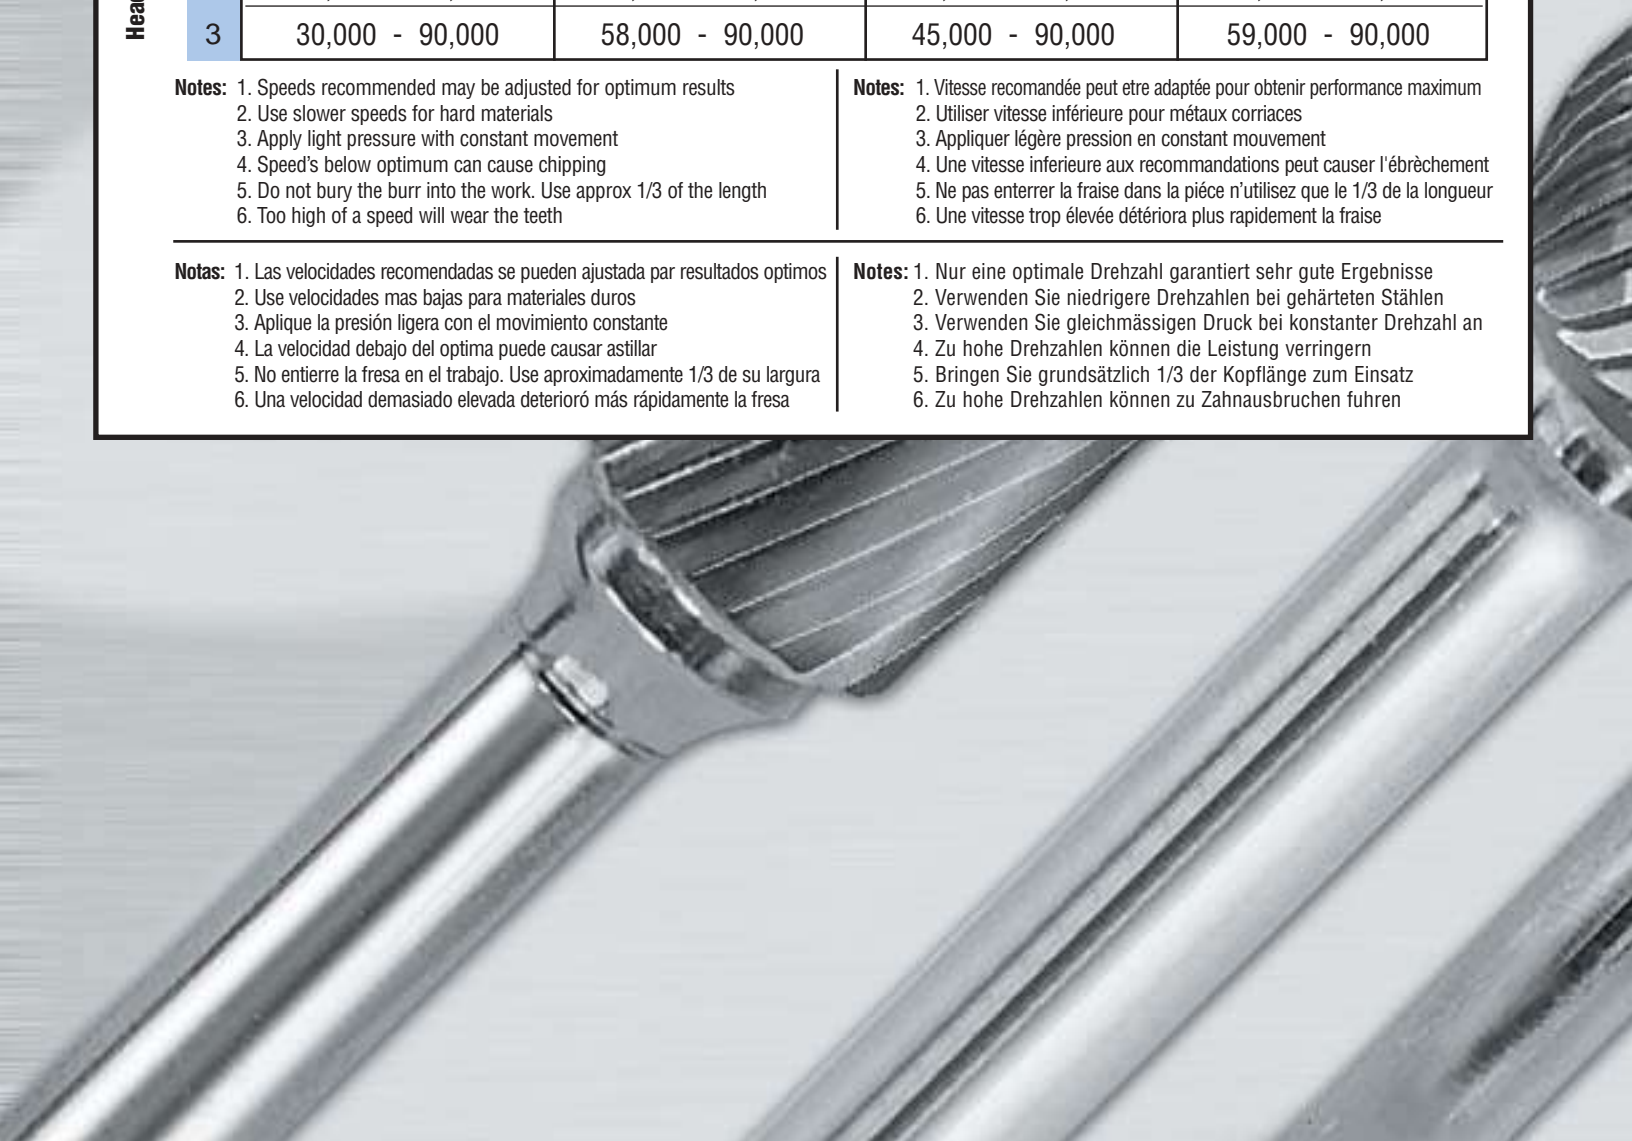 Head
3 30,000 - 90,000 58,000 - 90,000 45,000 - 90,000 59,000 - 90,000
Notes: 1. Speeds recommended may be adjusted for optimum results
2. Use slower speeds for hard materials
3. Apply light pressure with constant movement
4. Speed's below optimum can cause chipping
5. Do not bury the burr into the work. Use approx 1/3 of the length
6. Too high of a speed will wear the teeth
Notes: 1. Vitesse recomandée peut etre adaptée pour obtenir performance maximum
2. Utiliser vitesse inférieure pour métaux corriaces
3. Appliquer légère pression en constant mouvement
4. Une vitesse inferieure aux recommandations peut causer l'ébrèchement
5. Ne pas enterrer la fraise dans la piéce n'utilisez que le 1/3 de la longueur
6. Une vitesse trop élevée détériora plus rapidement la fraise
Notas: 1. Las velocidades recomendadas se pueden ajustada par resultados optimos
2. Use velocidades mas bajas para materiales duros
3. Aplique la presión ligera con el movimiento constante
4. La velocidad debajo del optima puede causar astillar
5. No entierre la fresa en el trabajo. Use aproximadamente 1/3 de su largura
6. Una velocidad demasiado elevada deterioró más rápidamente la fresa
Notes: 1. Nur eine optimale Drehzahl garantiert sehr gute Ergebnisse
2. Verwenden Sie niedrigere Drehzahlen bei gehärteten Stählen
3. Verwenden Sie gleichmässigen Druck bei konstanter Drehzahl an
4. Zu hohe Drehzahlen können die Leistung verringern
5. Bringen Sie grundsätzlich 1/3 der Kopflänge zum Einsatz
6. Zu hohe Drehzahlen können zu Zahnausbruchen fuhren